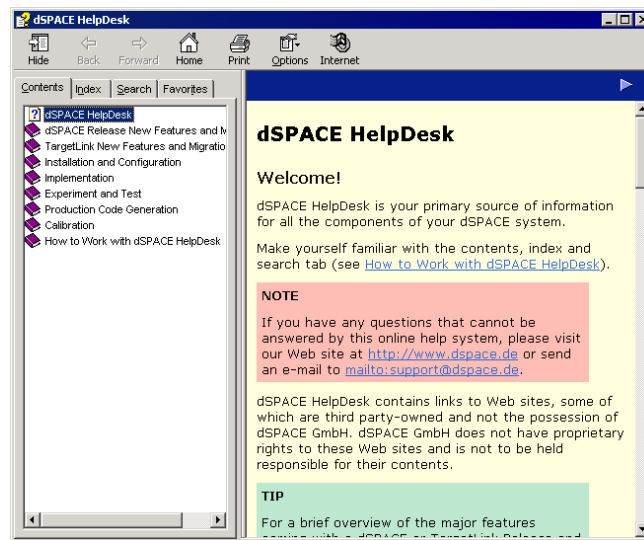 dSPACE HelpDesk
Hide Back Forward Home Print Options Internet
Contents Index Search Favorites
dSPACE HelpDesk
dSPACE Release New Features and M
TargetLink New Features and Migratio
Installation and Configuration
Implementation
Experiment and Test
Production Code Generation
Calibration
How to Work with dSPACE HelpDesk
dSPACE HelpDesk
Welcome!
dSPACE HelpDesk is your primary source of information
for all the components of your dSPACE system.
Make yourself familiar with the contents, index and
search tab (see How to Work with dSPACE HelpDesk).
NOTE
If you have any questions that cannot be
answered by this online help system, please visit
our Web site at http://www.dspace.de or send
an e-mail to mailto:support@dspace.de.
dSPACE HelpDesk contains links to Web sites, some of
which are third party-owned and not the possession of
dSPACE GmbH. dSPACE GmbH does not have proprietary
rights to these Web sites and is not to be held
responsible for their contents.
TIP
For a brief overview of the major features
coming with a dSPACE or TargetLink Release and